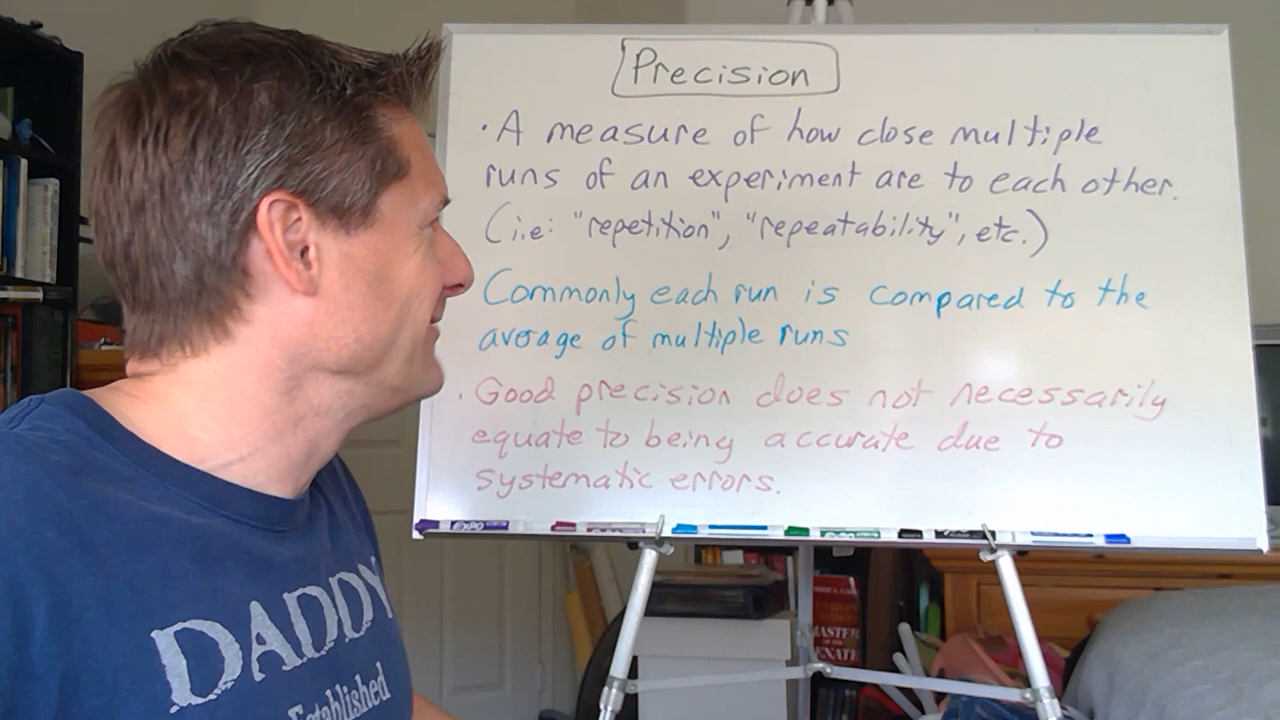 Precision
· A measure of how close multiple
runs of an experiment are to each other.
(i.e: "repetition", "repeatability", etc.)
Commonly each run is compared to the
average of multiple runs
· Good precision does not necessarily
equate to being accurate due to
systematic errors.
EXPO
DADDY
Established
MASTER
SENATE